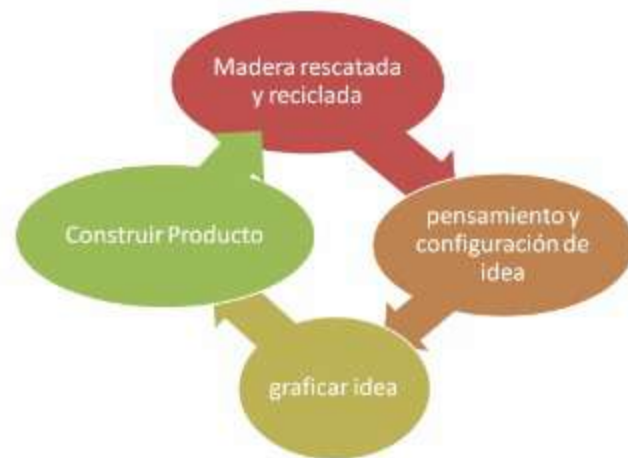 Madera rescatada
y reciclada
pensamiento y
configuración de
idea
graficar idea
Construir Producto